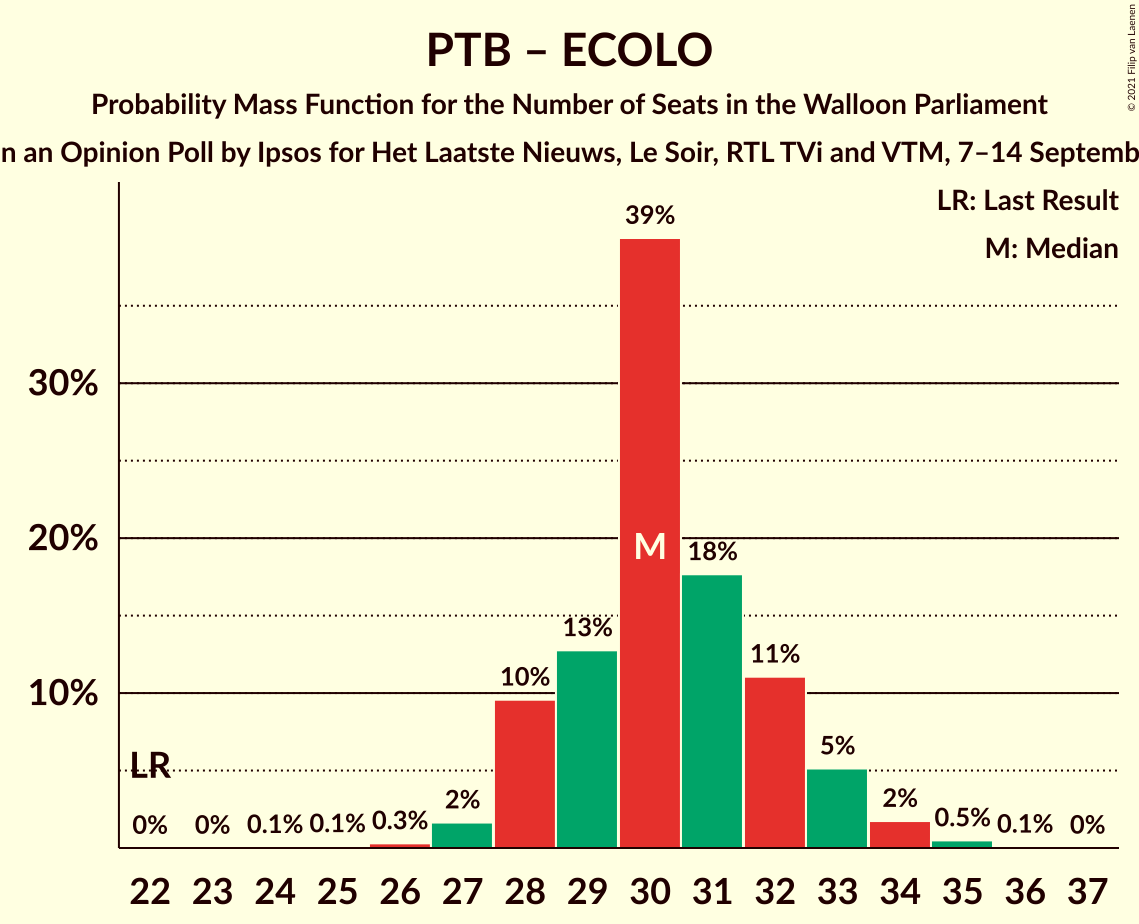 PTB – ECOLO
Probability Mass Function for the Number of Seats in the Walloon Parliament
an Opinion Poll by Ipsos for Het Laatste Nieuws, Le Soir, RTL TVi and VTM, 7–14
© 2021 Filip van Laenen
LR: Last Result
M: Median
39%
30%
20%
M
18%
13%
11%
10%
10%
LR
5%
2%
2%
0%
0%
0.1%
0.1%
0.3%
0.5%
0.1%
0%
22 23 24 25 26 27 28 29 30 31 32 33 34 35 36 37